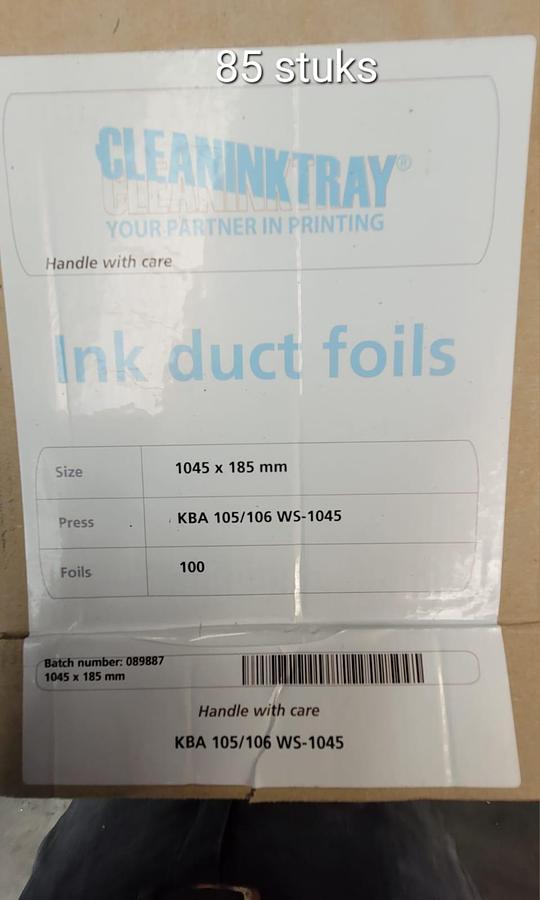 85 stuks
CLEANINKTRAY®
YOUR PARTNER IN PRINTING
Handle with care
Ink duct foils
Size 1045 x 185 mm
Press KBA 105/106 WS-1045
Foils 100
Batch number: 089887
1045 x 185 mm
Handle with care
KBA 105/106 WS-1045